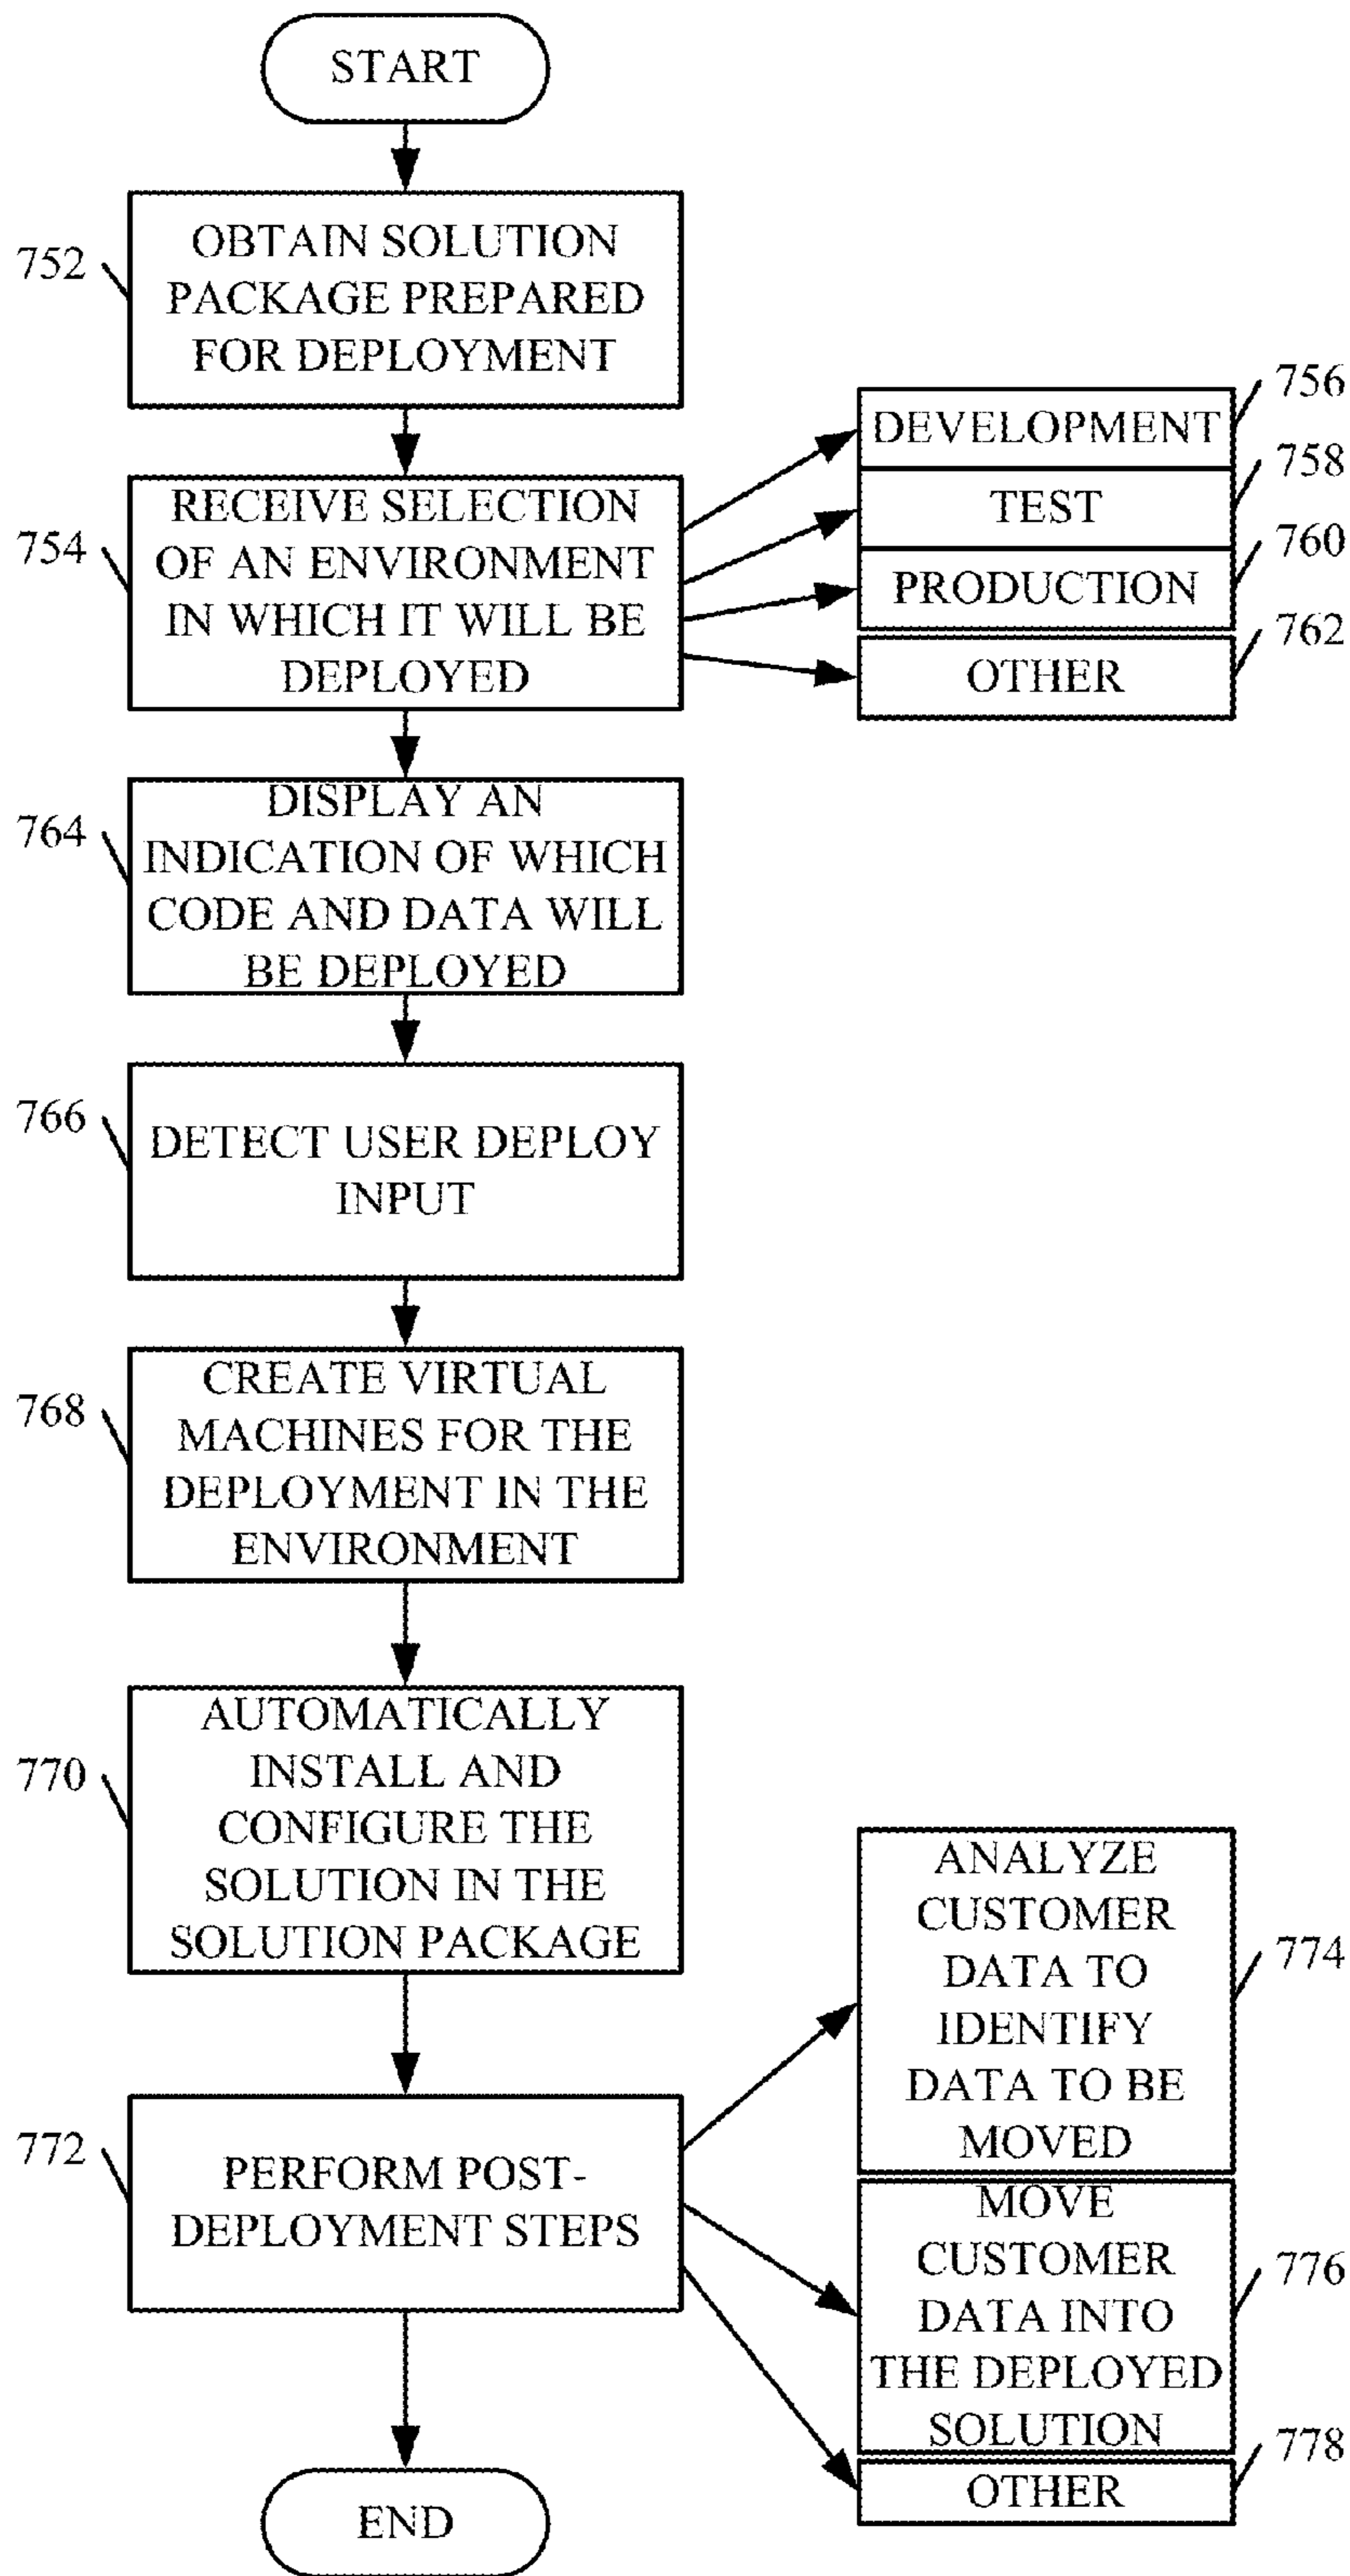 START
752
OBTAIN SOLUTION
PACKAGE PREPARED
FOR DEPLOYMENT
754
RECEIVE SELECTION
OF AN ENVIRONMENT
IN WHICH IT WILL BE
DEPLOYED
DEVELOPMENT
756
TEST
758
PRODUCTION
760
OTHER
762
764
DISPLAY AN
INDICATION OF WHICH
CODE AND DATA WILL
BE DEPLOYED
766
DETECT USER DEPLOY
INPUT
768
CREATE VIRTUAL
MACHINES FOR THE
DEPLOYMENT IN THE
ENVIRONMENT
770
AUTOMATICALLY
INSTALL AND
CONFIGURE THE
SOLUTION IN THE
SOLUTION PACKAGE
772
PERFORM POST-
DEPLOYMENT STEPS
ANALYZE
CUSTOMER
DATA TO
IDENTIFY
DATA TO BE
MOVED
774
MOVE
CUSTOMER
DATA INTO
THE DEPLOYED
SOLUTION
776
OTHER
778
END